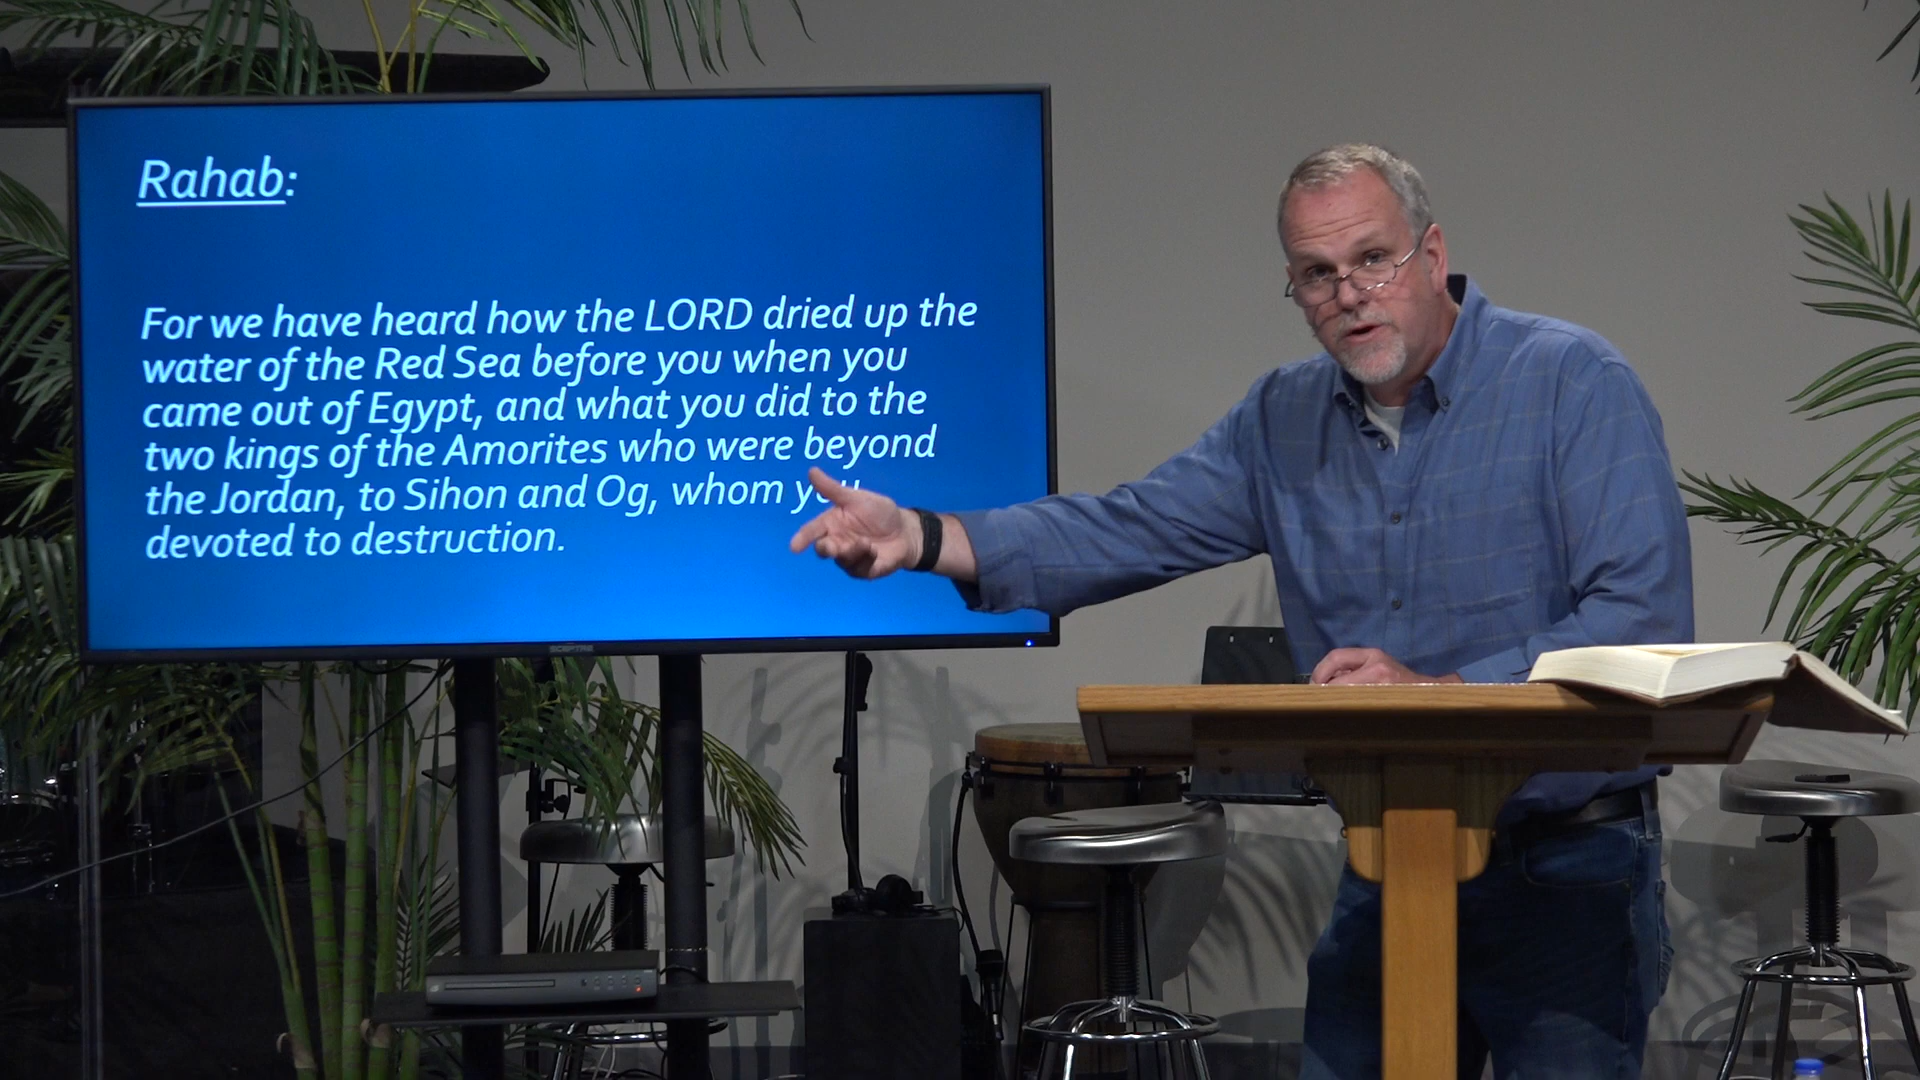 Rahab:
For we have heard how the LORD dried up the
water of the Red Sea before you when you
came out of Egypt, and what you did to the
two kings of the Amorites who were beyond
the Jordan, to Sihon and Og, whom you
devoted to destruction.
SCEPTRE